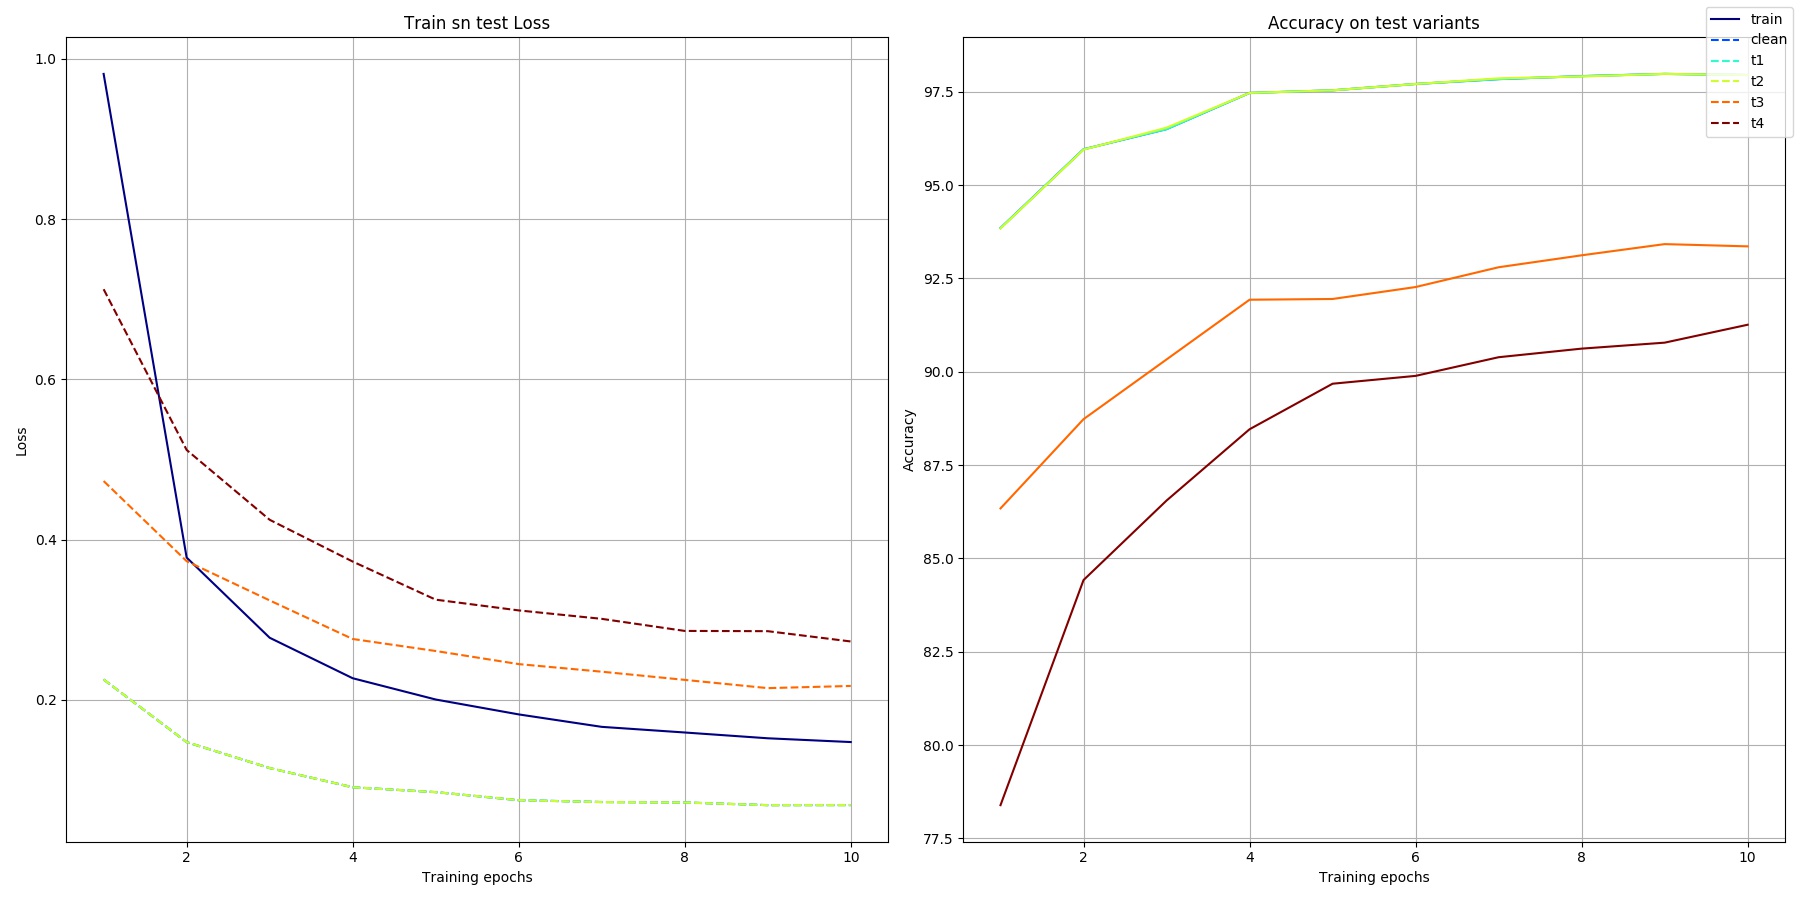 Train sn test Loss
1.0
0.8
0.6
0.4
0.2
Loss
2 4 6 8 10
Training epochs
Accuracy on test variants
97.5
95.0
92.5
90.0
87.5
85.0
82.5
80.0
77.5
Accuracy
2 4 6 8 10
Training epochs
train
clean
t1
t2
t3
t4